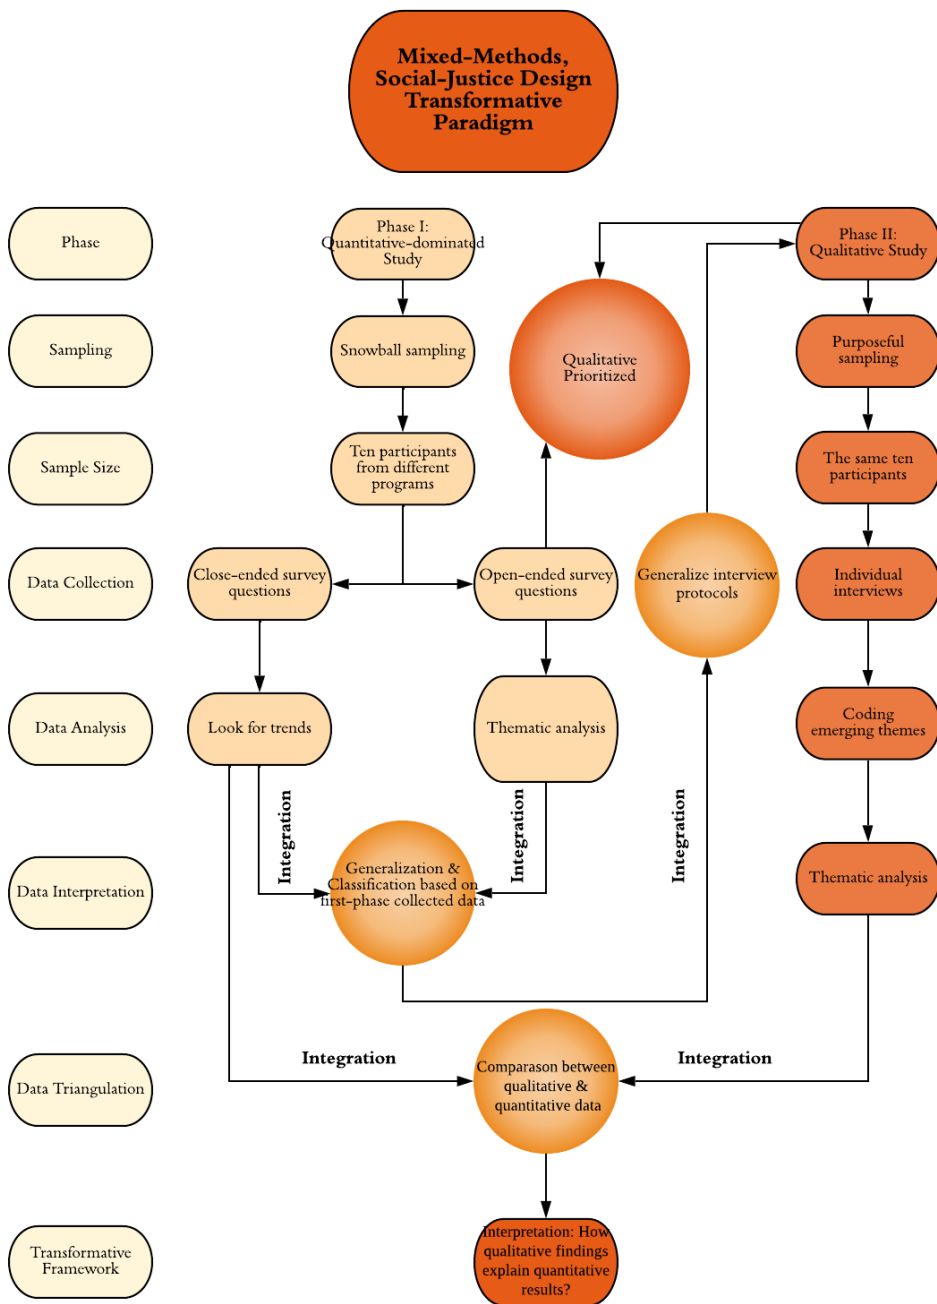 Mixed-Methods,
Social-Justice Design
Transformative
Paradigm
Phase
Phase I:
Quantitative-dominated
Study
Phase II:
Qualitative Study
Sampling
Snowball sampling
Qualitative
Prioritized
Purposeful
sampling
Sample Size
Ten participants
from different
programs
The same ten
participants
Data Collection
Close-ended survey
questions
Open-ended survey
questions
Generalize interview
protocols
Individual
interviews
Data Analysis
Look for trends
Thematic analysis
Coding
emerging themes
Integration
Integration
Integration
Data Interpretation
Generalization &
Classification based on
first-phase collected data
Thematic analysis
Integration
Integration
Data Triangulation
Comparason between
qualitative &
quantitative data
Transformative
Framework
Interpretation: How
qualitative findings
explain quantitative
results?